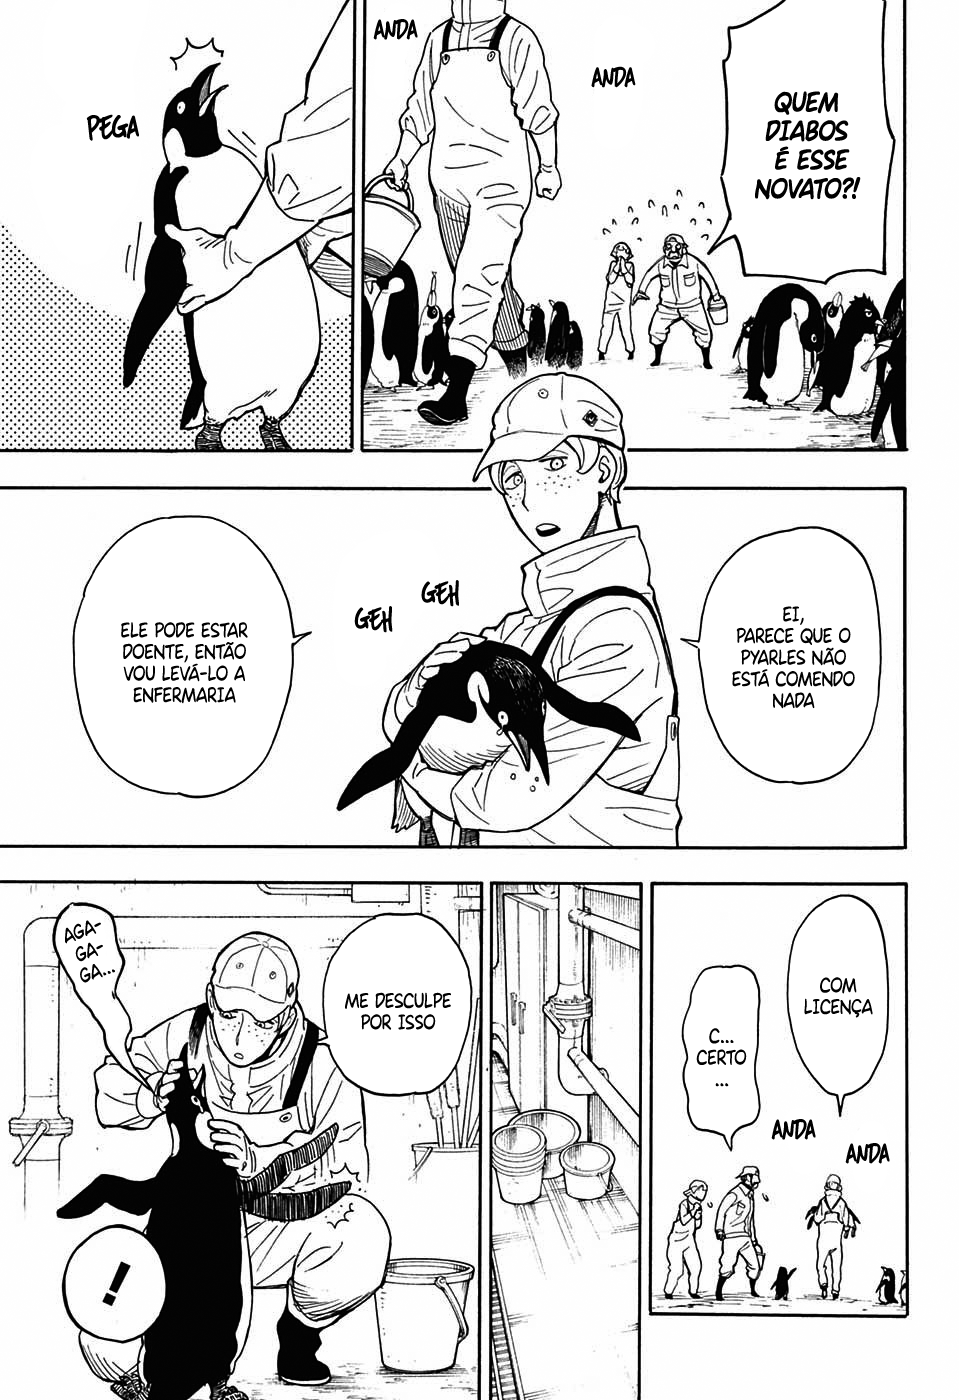 QUEM
DIABOS
É ESSE
NOVATO?!
ANDA
ANDA
PEGA
EI,
PARECE QUE O
PYARLES NÃO
ESTÁ COMENDO
NADA
GEH
GEH
ELE PODE ESTAR
DOENTE, ENTÃO
VOU LEVÁ-LO A
ENFERMARIA
COM
LICENÇA
C...
CERTO
...
ANDA
ANDA
ME DESCULPE
POR ISSO
AGA-
GA-
GA...
!